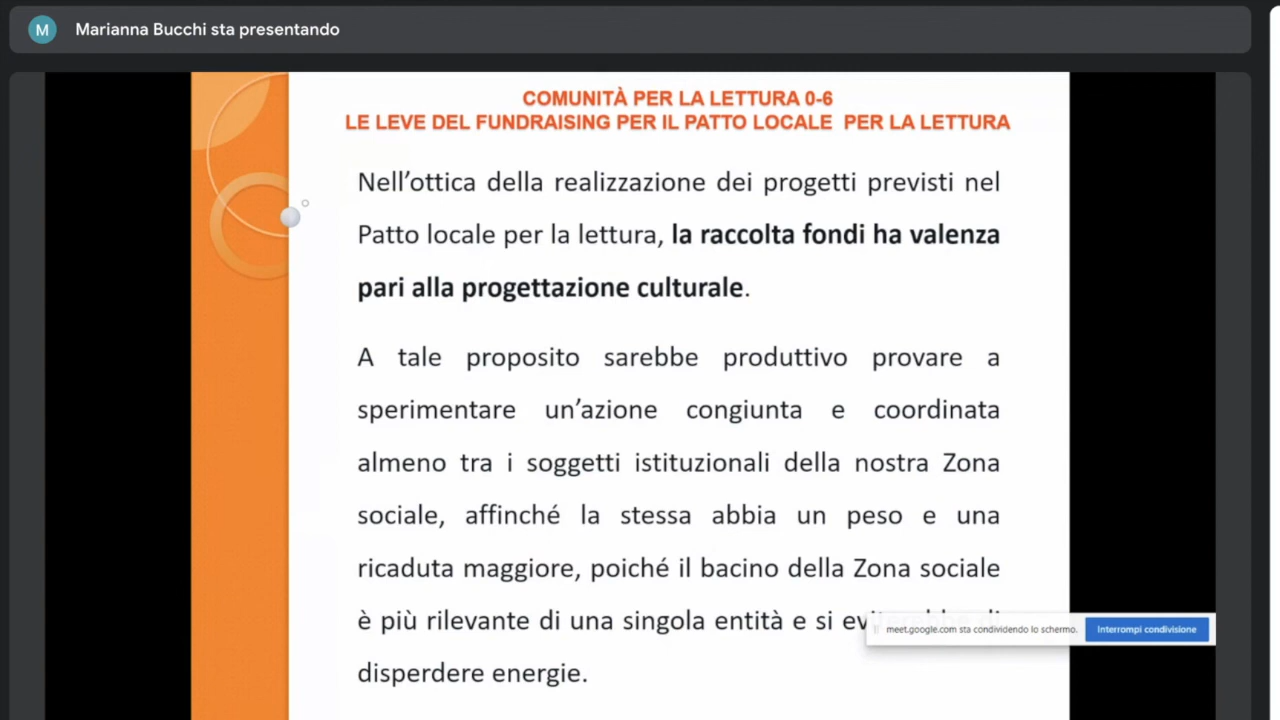 M Marianna Bucchi sta presentando
COMUNITÀ PER LA LETTURA 0-6
LE LEVE DEL FUNDRAISING PER IL PATTO LOCALE PER LA LETTURA
Nell’ottica della realizzazione dei progetti previsti nel
Patto locale per la lettura, la raccolta fondi ha valenza
pari alla progettazione culturale.
A tale proposito sarebbe produttivo provare a
sperimentare un’azione congiunta e coordinata
almeno tra i soggetti istituzionali della nostra Zona
sociale, affinché la stessa abbia un peso e una
ricaduta maggiore, poiché il bacino della Zona sociale
è più rilevante di una singola entità e si
disperdere energie.
meet.google.com sta condividendo lo schermo. Interrompi condivisione